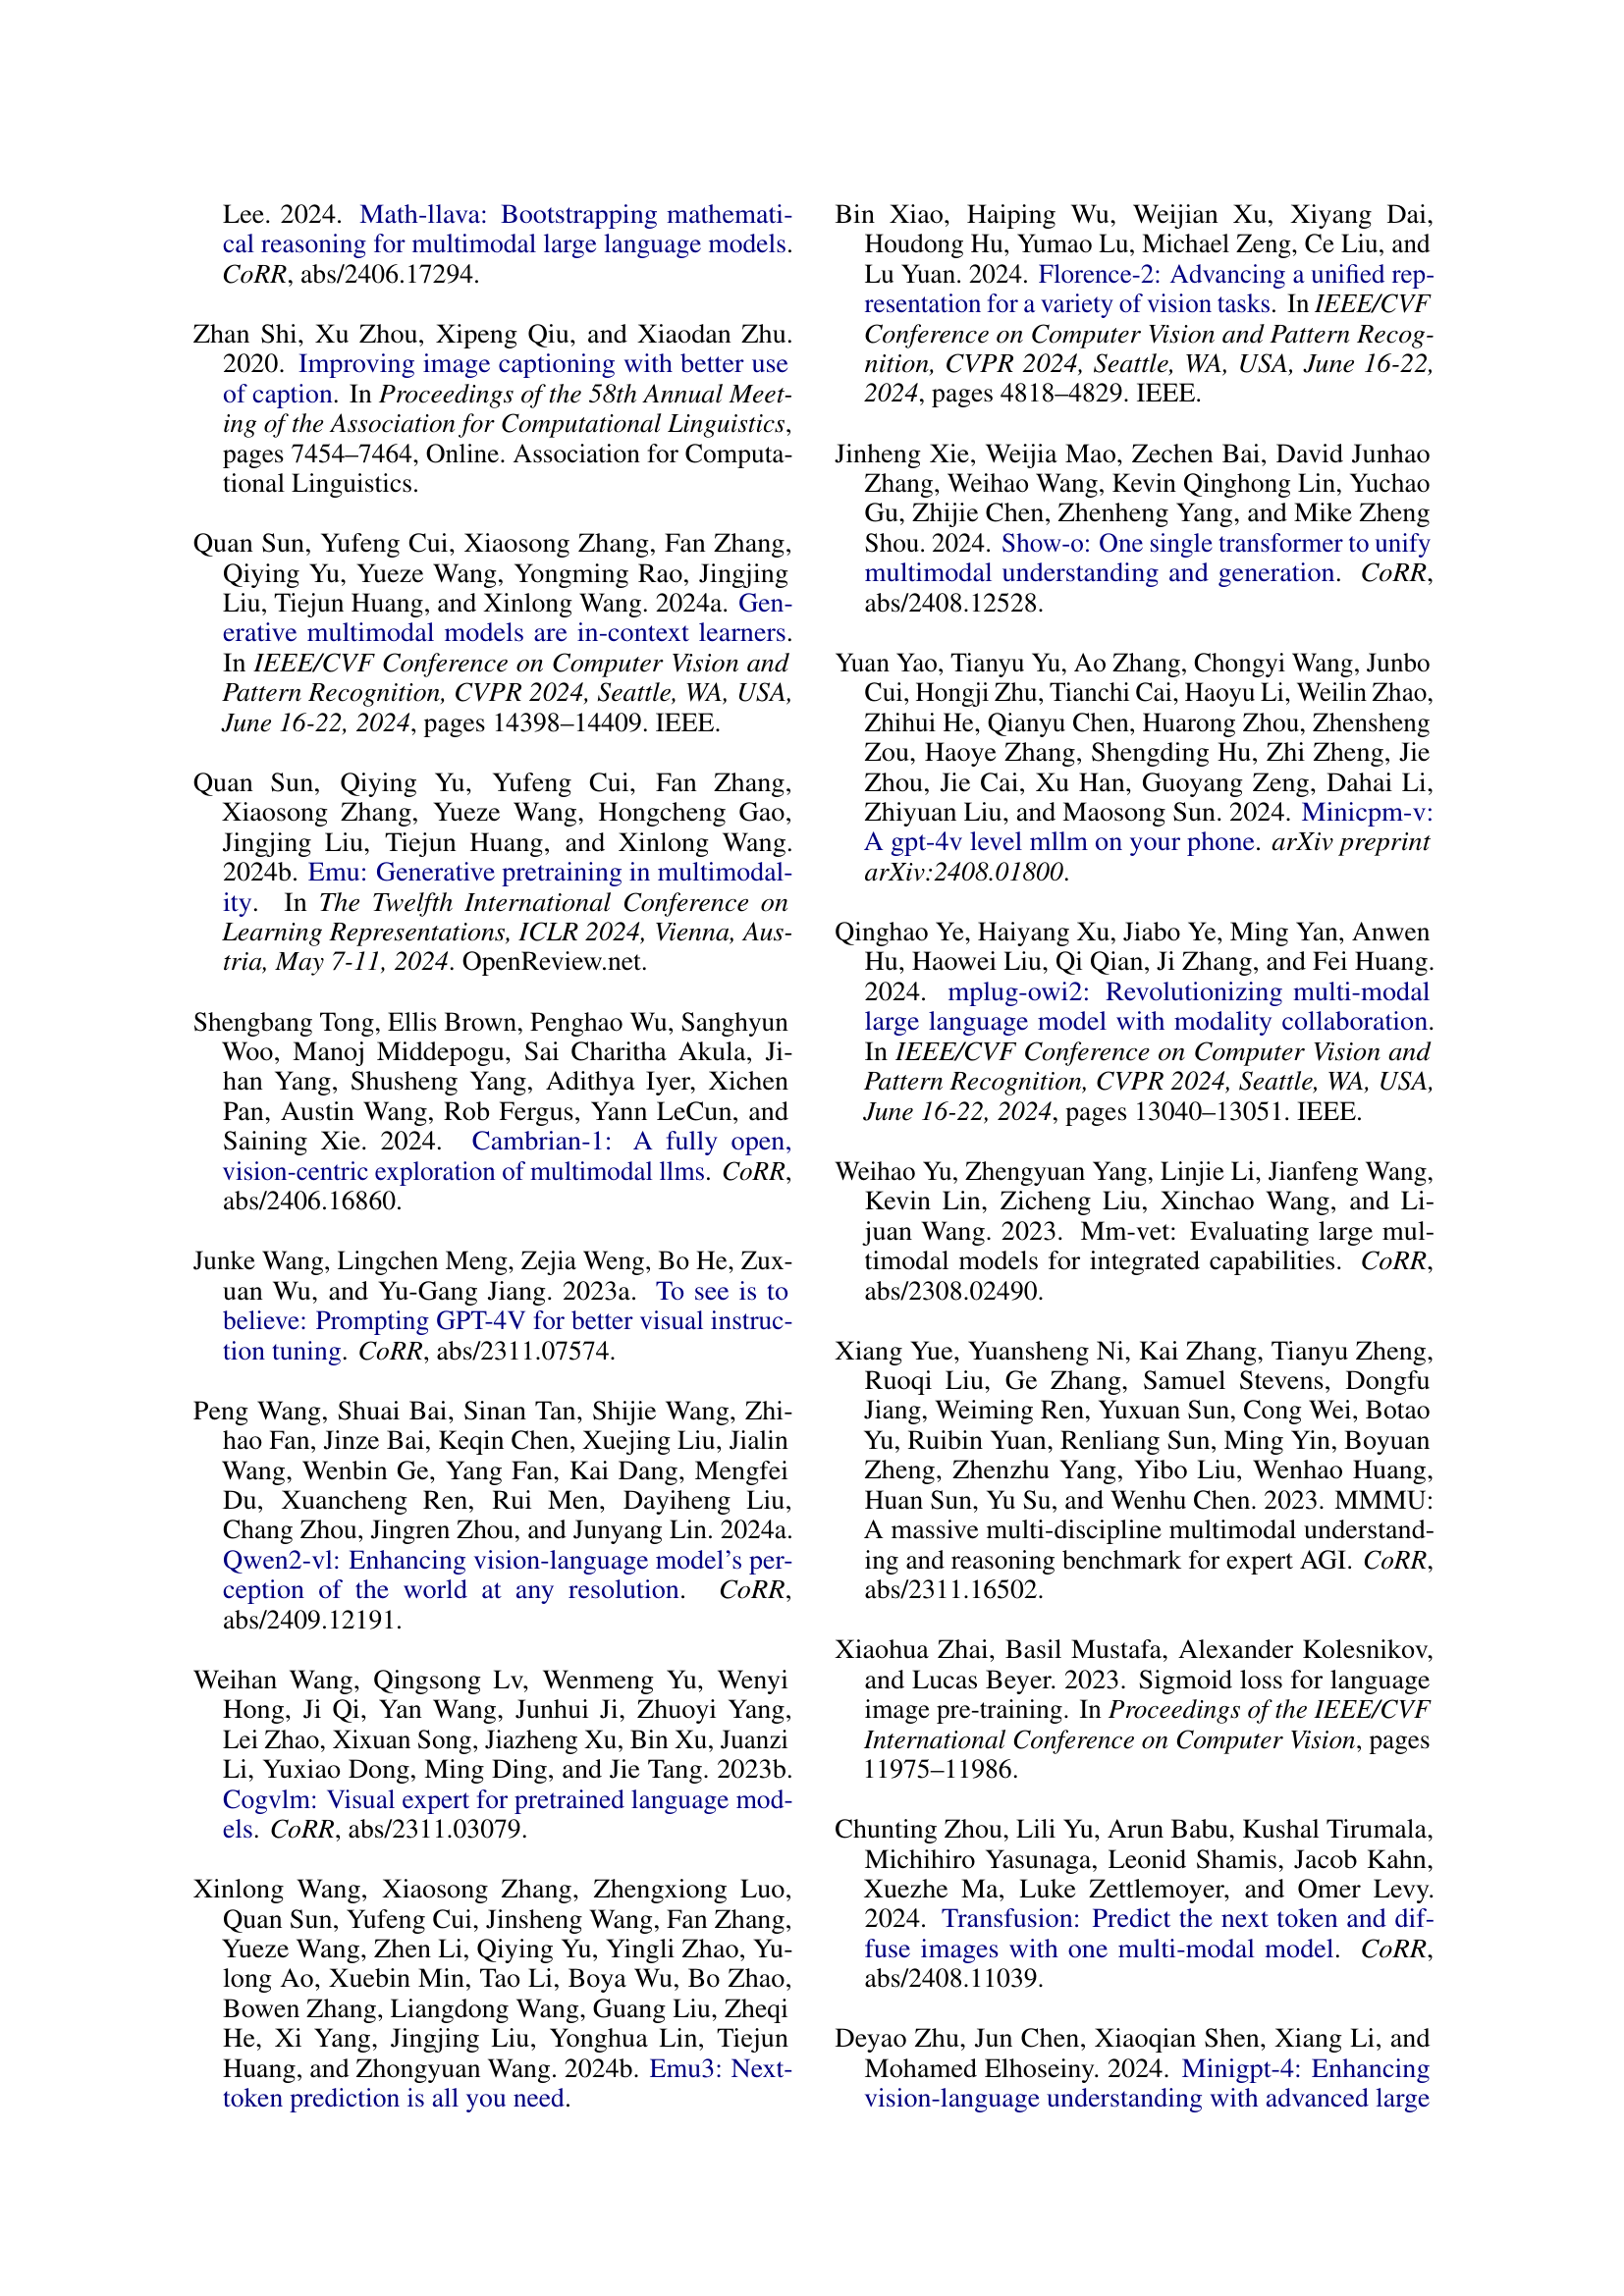 Lee. 2024. Math-llava: Bootstrapping mathemati-
cal reasoning for multimodal large language models.
CoRR, abs/2406.17294.
Zhan Shi, Xu Zhou, Xipeng Qiu, and Xiaodan Zhu.
2020. Improving image captioning with better use
of caption. In Proceedings of the 58th Annual Meet-
ing of the Association for Computational Linguistics,
pages 7454–7464, Online. Association for Computa-
tional Linguistics.
Quan Sun, Yufeng Cui, Xiaosong Zhang, Fan Zhang,
Qiying Yu, Yueze Wang, Yongming Rao, Jingjing
Liu, Tiejun Huang, and Xinlong Wang. 2024a. Gen-
erative multimodal models are in-context learners.
In IEEE/CVF Conference on Computer Vision and
Pattern Recognition, CVPR 2024, Seattle, WA, USA,
June 16-22, 2024, pages 14398–14409. IEEE.
Quan Sun, Qiying Yu, Yufeng Cui, Fan Zhang,
Xiaosong Zhang, Yueze Wang, Hongcheng Gao,
Jingjing Liu, Tiejun Huang, and Xinlong Wang.
2024b. Emu: Generative pretraining in multimodal-
ity. In The Twelfth International Conference on
Learning Representations, ICLR 2024, Vienna, Aus-
tria, May 7-11, 2024. OpenReview.net.
Shengbang Tong, Ellis Brown, Penghao Wu, Sanghyun
Woo, Manoj Middepogu, Sai Charitha Akula, Ji-
han Yang, Shusheng Yang, Adithya Iyer, Xichen
Pan, Austin Wang, Rob Fergus, Yann LeCun, and
Saining Xie. 2024. Cambrian-1: A fully open,
vision-centric exploration of multimodal llms. CoRR,
abs/2406.16860.
Junke Wang, Lingchen Meng, Zejia Weng, Bo He, Zux-
uan Wu, and Yu-Gang Jiang. 2023a. To see is to
believe: Prompting GPT-4V for better visual instruc-
tion tuning. CoRR, abs/2311.07574.
Peng Wang, Shuai Bai, Sinan Tan, Shijie Wang, Zhi-
hao Fan, Jinze Bai, Keqin Chen, Xuejing Liu, Jialin
Wang, Wenbin Ge, Yang Fan, Kai Dang, Mengfei
Du, Xuancheng Ren, Rui Men, Dayiheng Liu,
Chang Zhou, Jingren Zhou, and Junyang Lin. 2024a.
Qwen2-vl: Enhancing vision-language model's per-
ception of the world at any resolution. CoRR,
abs/2409.12191.
Weihan Wang, Qingsong Lv, Wenmeng Yu, Wenyi
Hong, Ji Qi, Yan Wang, Junhui Ji, Zhuoyi Yang,
Lei Zhao, Xixuan Song, Jiazheng Xu, Bin Xu, Juanzi
Li, Yuxiao Dong, Ming Ding, and Jie Tang. 2023b.
Cogvlm: Visual expert for pretrained language mod-
els. CoRR, abs/2311.03079.
Xinlong Wang, Xiaosong Zhang, Zhengxiong Luo,
Quan Sun, Yufeng Cui, Jinsheng Wang, Fan Zhang,
Yueze Wang, Zhen Li, Qiying Yu, Yingli Zhao, Yu-
long Ao, Xuebin Min, Tao Li, Boya Wu, Bo Zhao,
Bowen Zhang, Liangdong Wang, Guang Liu, Zheqi
He, Xi Yang, Jingjing Liu, Yonghua Lin, Tiejun
Huang, and Zhongyuan Wang. 2024b. Emu3: Next-
token prediction is all you need.
Bin Xiao, Haiping Wu, Weijian Xu, Xiyang Dai,
Houdong Hu, Yumao Lu, Michael Zeng, Ce Liu, and
Lu Yuan. 2024. Florence-2: Advancing a unified rep-
resentation for a variety of vision tasks. In IEEE/CVF
Conference on Computer Vision and Pattern Recog-
nition, CVPR 2024, Seattle, WA, USA, June 16-22,
2024, pages 4818–4829. IEEE.
Jinheng Xie, Weijia Mao, Zechen Bai, David Junhao
Zhang, Weihao Wang, Kevin Qinghong Lin, Yuchao
Gu, Zhijie Chen, Zhenheng Yang, and Mike Zheng
Shou. 2024. Show-o: One single transformer to unify
multimodal understanding and generation. CoRR,
abs/2408.12528.
Yuan Yao, Tianyu Yu, Ao Zhang, Chongyi Wang, Junbo
Cui, Hongji Zhu, Tianchi Cai, Haoyu Li, Weilin Zhao,
Zhihui He, Qianyu Chen, Huarong Zhou, Zhensheng
Zou, Haoye Zhang, Shengding Hu, Zhi Zheng, Jie
Zhou, Jie Cai, Xu Han, Guoyang Zeng, Dahai Li,
Zhiyuan Liu, and Maosong Sun. 2024. Minicpm-v:
A gpt-4v level mllm on your phone. arXiv preprint
arXiv:2408.01800.
Qinghao Ye, Haiyang Xu, Jiabo Ye, Ming Yan, Anwen
Hu, Haowei Liu, Qi Qian, Ji Zhang, and Fei Huang.
2024. mplug-owi2: Revolutionizing multi-modal
large language model with modality collaboration.
In IEEE/CVF Conference on Computer Vision and
Pattern Recognition, CVPR 2024, Seattle, WA, USA,
June 16-22, 2024, pages 13040–13051. IEEE.
Weihao Yu, Zhengyuan Yang, Linjie Li, Jianfeng Wang,
Kevin Lin, Zicheng Liu, Xinchao Wang, and Li-
juan Wang. 2023. Mm-vet: Evaluating large mul-
timodal models for integrated capabilities. CoRR,
abs/2308.02490.
Xiang Yue, Yuansheng Ni, Kai Zhang, Tianyu Zheng,
Ruoqi Liu, Ge Zhang, Samuel Stevens, Dongfu
Jiang, Weiming Ren, Yuxuan Sun, Cong Wei, Botao
Yu, Ruibin Yuan, Renliang Sun, Ming Yin, Boyuan
Zheng, Zhenzhu Yang, Yibo Liu, Wenhao Huang,
Huan Sun, Yu Su, and Wenhu Chen. 2023. MMMU:
A massive multi-discipline multimodal understand-
ing and reasoning benchmark for expert AGI. CoRR,
abs/2311.16502.
Xiaohua Zhai, Basil Mustafa, Alexander Kolesnikov,
and Lucas Beyer. 2023. Sigmoid loss for language
image pre-training. In Proceedings of the IEEE/CVF
International Conference on Computer Vision, pages
11975–11986.
Chunting Zhou, Lili Yu, Arun Babu, Kushal Tirumala,
Michihiro Yasunaga, Leonid Shamis, Jacob Kahn,
Xuezhe Ma, Luke Zettlemoyer, and Omer Levy.
2024. Transfusion: Predict the next token and dif-
fuse images with one multi-modal model. CoRR,
abs/2408.11039.
Deyao Zhu, Jun Chen, Xiaoqian Shen, Xiang Li, and
Mohamed Elhoseiny. 2024. Minigpt-4: Enhancing
vision-language understanding with advanced large